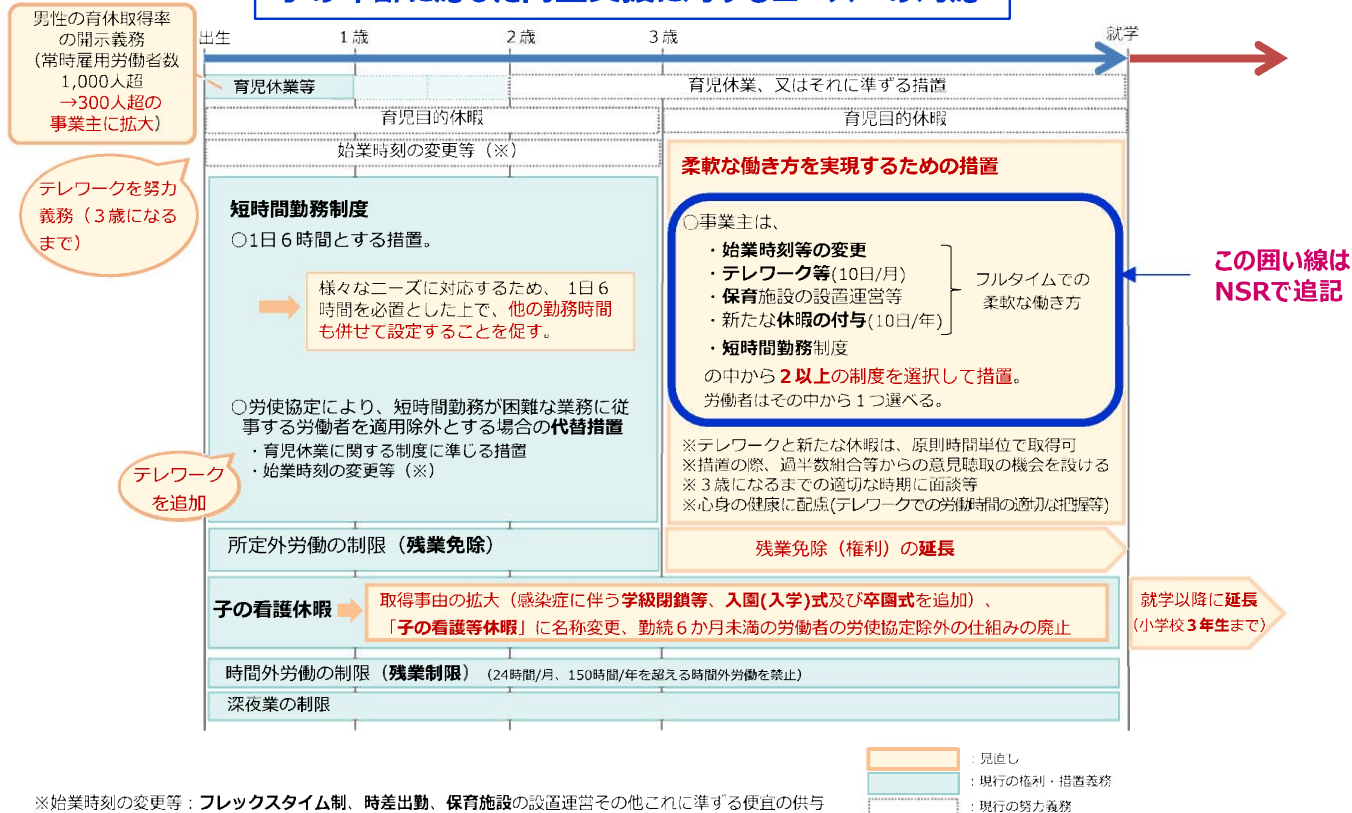 男性の育休取得率
の開示義務
(常時雇用労働者数
1,000人超
→300人超の
事業主に拡大)
出生
1歳
2歳
3歳
就学
育児休業等
育児休業、又はそれに準ずる措置
育児目的休暇
育児目的休暇
始業時刻の変更等（※）
テレワークを努力
義務（３歳になる
まで）
短時間勤務制度
○1日６時間とする措置。
様々なニーズに対応するため、 1日６
時間を必置とした上で、他の勤務時間
も併せて設定することを促す。
○労使協定により、短時間勤務が困難な業務に従
事する労働者を適用除外とする場合の代替措置
・育児休業に関する制度に準じる措置
・始業時刻の変更等（※）
テレワーク
を追加
柔軟な働き方を実現するための措置
○事業主は、
・始業時刻等の変更
・テレワーク等(10日/月)
・保育施設の設置運営等
・新たな休暇の付与(10日/年)
・短時間勤務制度
フルタイムでの
柔軟な働き方
の中から２以上の制度を選択して措置。
労働者はその中から１つ選べる。
この囲い線は
NSRで追記
※テレワークと新たな休暇は、原則時間単位で取得可
※措置の際、過半数組合等からの意見聴取の機会を設ける
※３歳になるまでの適切な時期に面談等
※心身の健康に配点(テレワークでの労働時間の適切な把握等)
所定外労働の制限（残業免除）
残業免除（権利）の延長
子の看護休暇
取得事由の拡大（感染症に伴う学級閉鎖等、入園(入学)式及び卒園式を追加）、
「子の看護等休暇」に名称変更、勤続６か月未満の労働者の労使協定除外の仕組みの廃止
就学以降に延長
(小学校３年生まで)
時間外労働の制限（残業制限） (24時間/月、150時間/年を超える時間外労働を禁止)
深夜業の制限
：見直し
：現行の権利・措置義務
：現行の努力義務
※始業時刻の変更等：フレックスタイム制、時差出勤、保育施設の設置運営その他これに準ずる便宜の供与